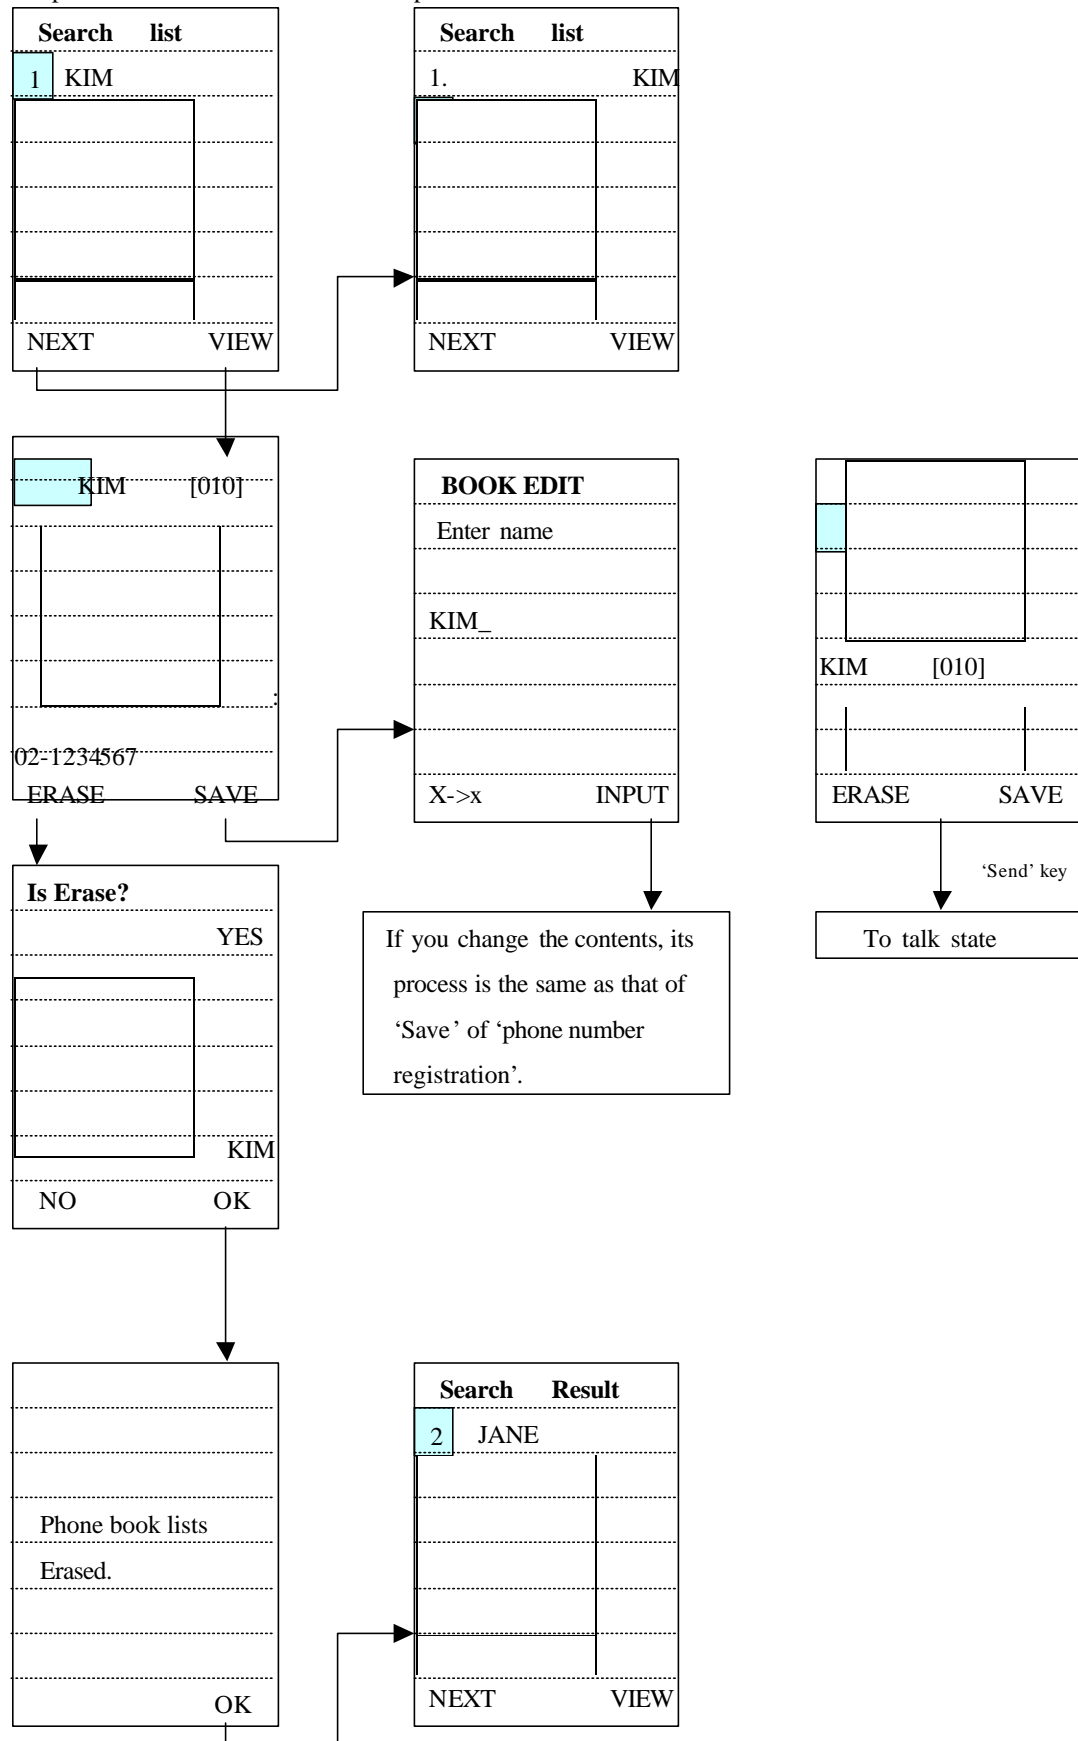 Search list
1 KIM
NEXT VIEW
Search list
1. KIM
NEXT VIEW
KIM [010]
:
02-1234567
ERASE SAVE
BOOK EDIT
Enter name
KIM_
X->x INPUT
KIM [010]
ERASE SAVE
‘Send’ key
To talk state
If you change the contents, its
process is the same as that of
‘Save’ of ‘phone number
registration’.
Is Erase?
YES
KIM
NO OK
Phone book lists
Erased.
OK
Search Result
2 JANE
NEXT VIEW